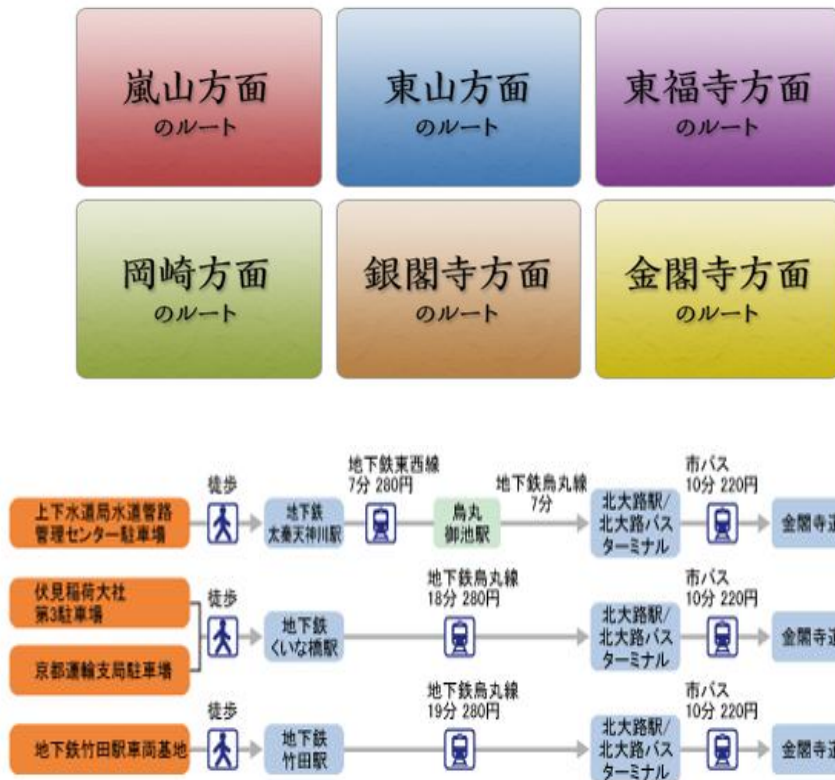 嵐山方面
のルート
東山方面
のルート
東福寺方面
のルート
岡崎方面
のルート
銀閣寺方面
のルート
金閣寺方面
のルート
上下水道局水道管路
管理センター駐車場
徒歩
地下鉄
太秦天神川駅
地下鉄東西線
7分 280円
烏丸
御池駅
地下鉄烏丸線
7分
北大路駅/
北大路バス
ターミナル
市バス
10分 220円
金閣寺道
伏見稲荷大社
第3駐車場
京都運輸支局駐車場
徒歩
地下鉄
くいな橋駅
地下鉄烏丸線
18分 280円
北大路駅/
北大路バス
ターミナル
市バス
10分 220円
金閣寺道
地下鉄竹田駅車両基地
徒歩
地下鉄
竹田駅
地下鉄烏丸線
19分 280円
北大路駅/
北大路バス
ターミナル
市バス
10分 220円
金閣寺道